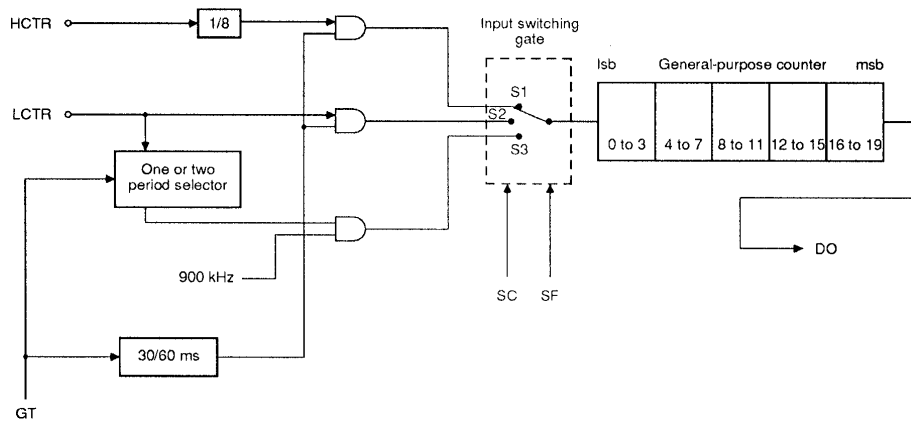 HCTR
1/8
Input switching
gate
lsb General-purpose counter msb
S1
LCTR
S2
S3
0 to 3 4 to 7 8 to 11 12 to 15 16 to 19
One or two
period selector
DO
900 kHz
SC SF
30/60 ms
GT